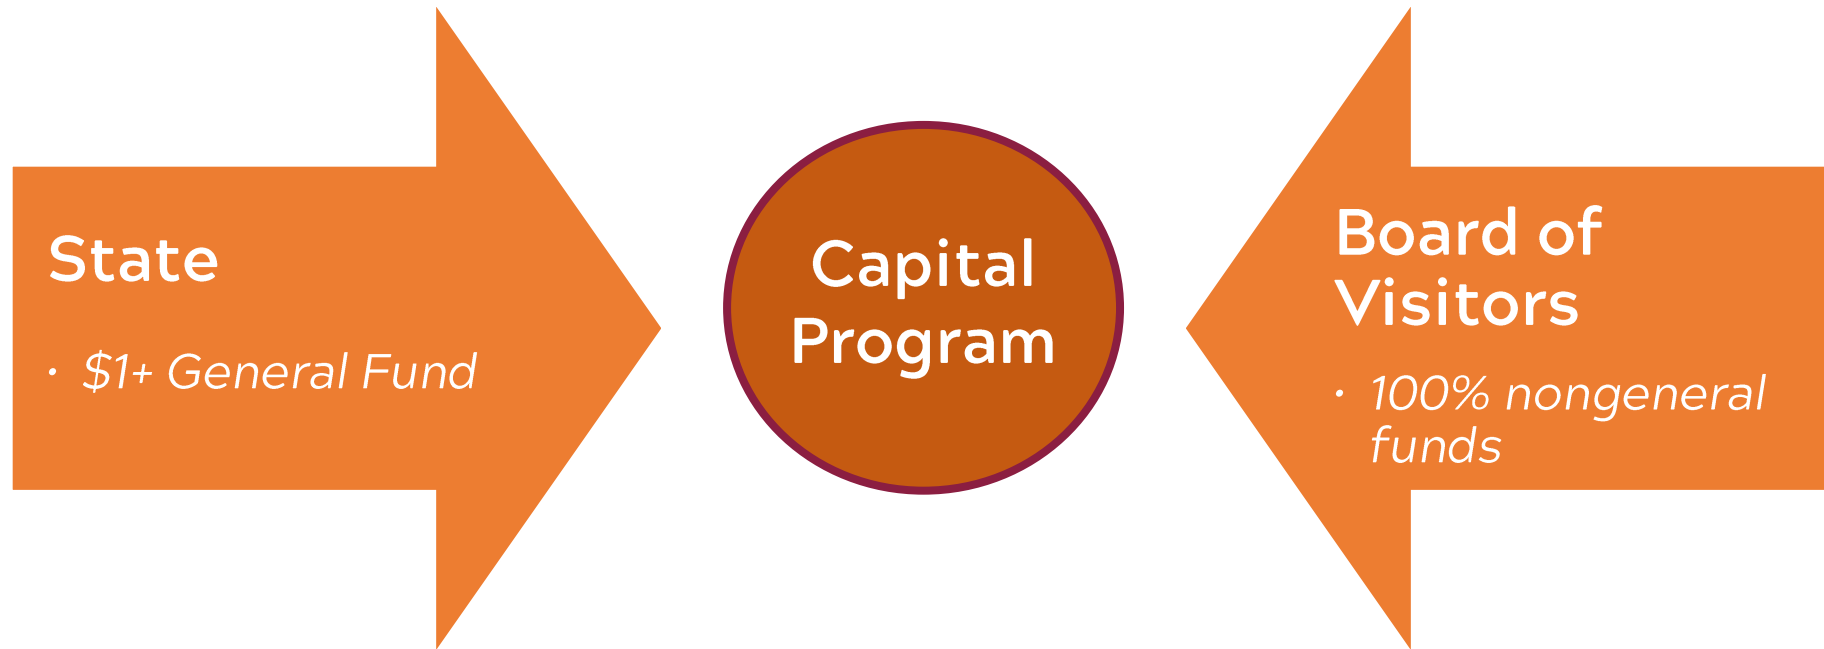 State
• $1+ General Fund
Capital
Program
Board of
Visitors
• 100% nongeneral
funds